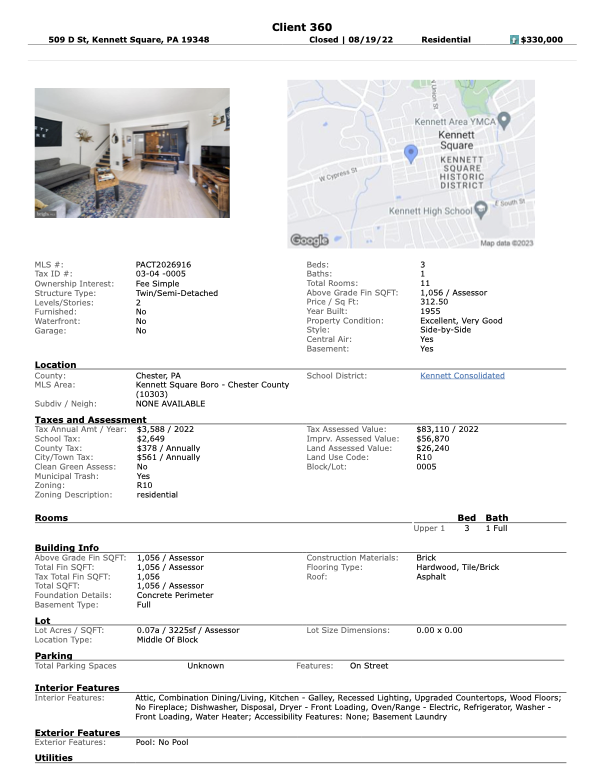 Client 360
509 D St, Kennett Square, PA 19348 Closed | 08/19/22 Residential $330,000
Kennett Area YMCA
Kennett
Square
KENNETT
SQUARE
HISTORIC
DISTRICT
W Cypress St
E South St
Kennett High School
Google
Map data ©2023
MLS #: PACT2026916
Tax ID #: 03-04 -0005
Ownership Interest: Fee Simple
Structure Type: Twin/Semi-Detached
Levels/Stories: 2
Furnished: No
Waterfront: No
Garage: No
Beds: 3
Baths: 1
Total Rooms: 11
Above Grade Fin SQFT: 1,056 / Assessor
Price / Sq Ft: 312.50
Year Built: 1955
Property Condition: Excellent, Very Good
Style: Side-by-Side
Central Air: Yes
Basement: Yes
Location
County: Chester, PA
MLS Area: Kennett Square Boro - Chester County
(10303)
Subdiv / Neigh: NONE AVAILABLE
School District: Kennett Consolidated
Taxes and Assessment
Tax Annual Amt / Year: $3,588 / 2022
School Tax: $2,649
County Tax: $378 / Annually
City/Town Tax: $561 / Annually
Clean Green Assess: No
Municipal Trash: Yes
Zoning: R10
Zoning Description: residential
Tax Assessed Value: $83,110 / 2022
Imprv. Assessed Value: $56,870
Land Assessed Value: $26,240
Land Use Code: R10
Block/Lot: 0005
Rooms Bed Bath
Upper 1 3 1 Full
Building Info
Above Grade Fin SQFT: 1,056 / Assessor
Total Fin SQFT: 1,056 / Assessor
Tax Total Fin SQFT: 1,056
Total SQFT: 1,056 / Assessor
Foundation Details: Concrete Perimeter
Basement Type: Full
Construction Materials: Brick
Flooring Type: Hardwood, Tile/Brick
Roof: Asphalt
Lot
Lot Acres / SQFT: 0.07a / 3225sf / Assessor
Location Type: Middle Of Block
Lot Size Dimensions: 0.00 x 0.00
Parking
Total Parking Spaces Unknown Features: On Street
Interior Features
Interior Features: Attic, Combination Dining/Living, Kitchen - Galley, Recessed Lighting, Upgraded Countertops, Wood Floors;
No Fireplace; Dishwasher, Disposal, Dryer - Front Loading, Oven/Range - Electric, Refrigerator, Washer -
Front Loading, Water Heater; Accessibility Features: None; Basement Laundry
Exterior Features
Exterior Features: Pool: No Pool
Utilities